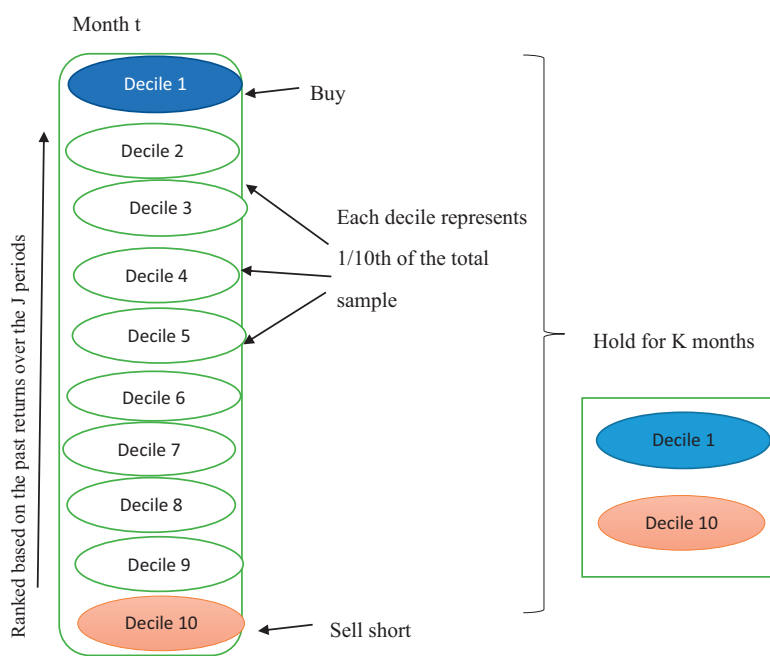 Month t
Decile 1
Buy
Decile 2
Decile 3
Each decile represents
1/10th of the total
sample
Decile 4
Decile 5
Decile 6
Decile 7
Decile 8
Decile 9
Decile 10
Sell short
Ranked based on the past returns over the J periods
Hold for K months
Decile 1
Decile 10